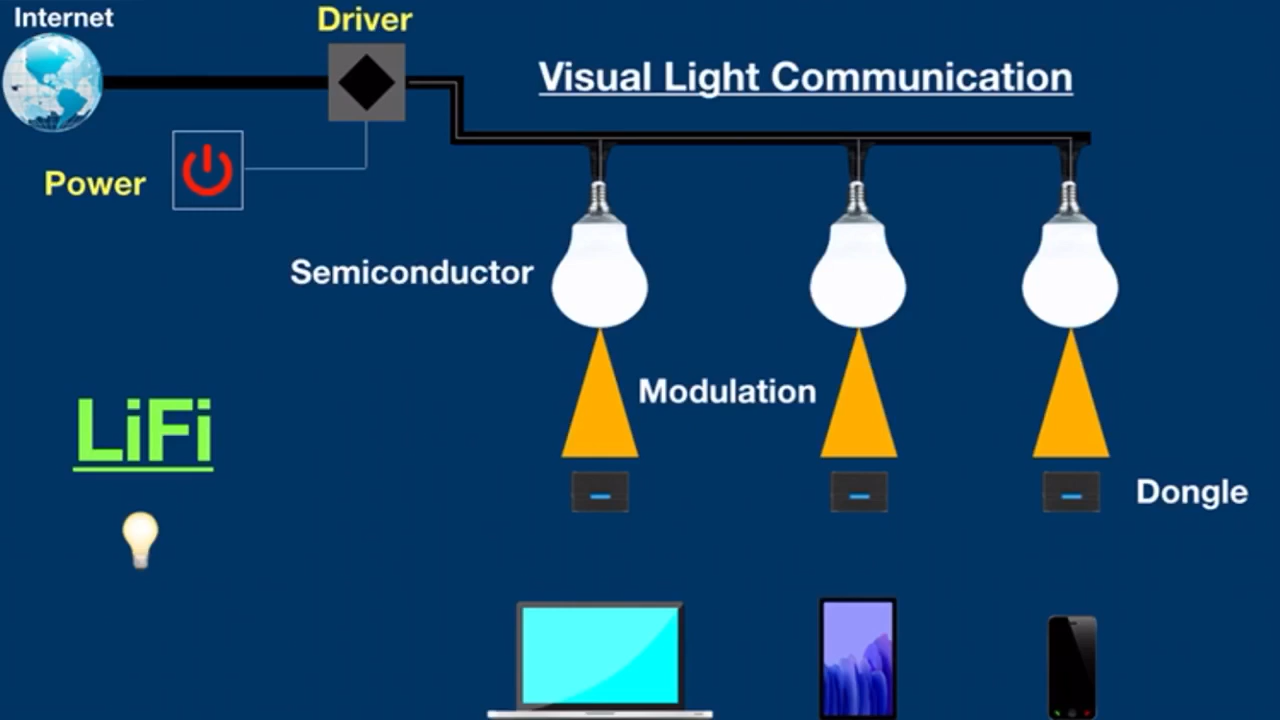 Internet
Driver
Visual Light Communication
Power
Semiconductor
Modulation
LiFi
Dongle